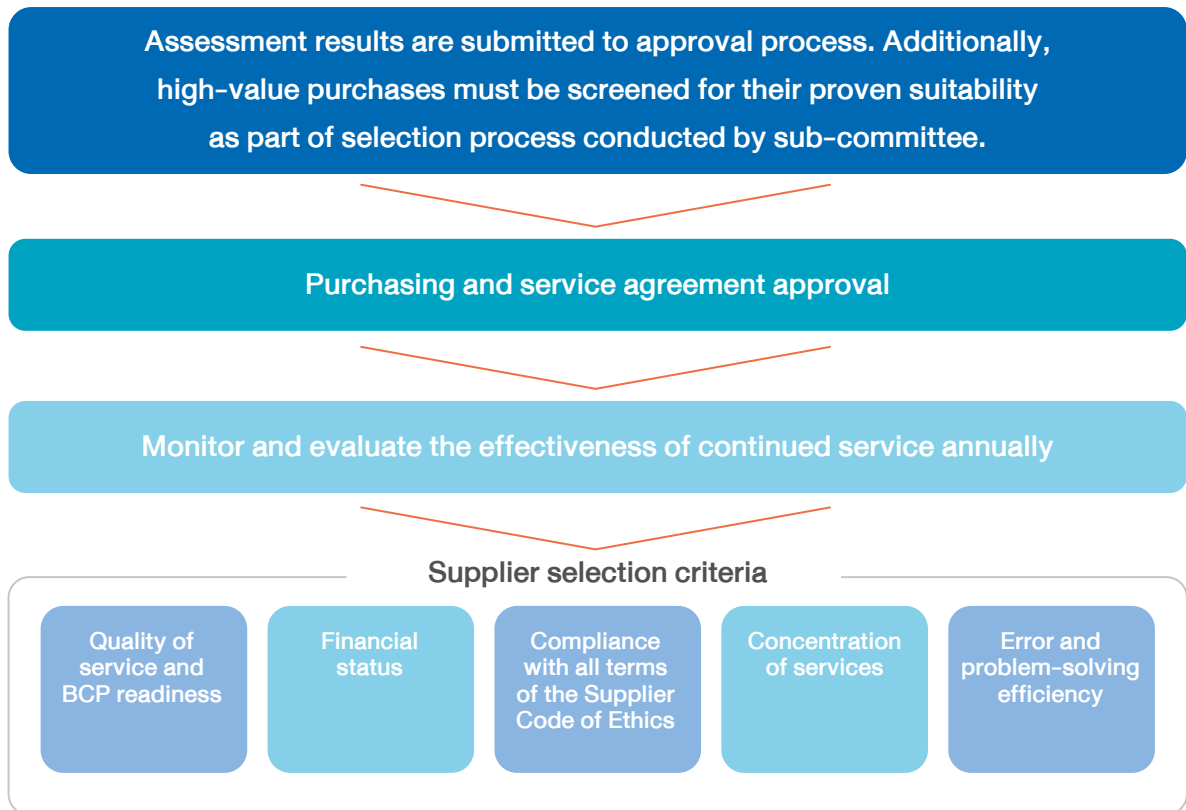 Assessment results are submitted to approval process. Additionally,
high-value purchases must be screened for their proven suitability
as part of selection process conducted by sub-committee.
Purchasing and service agreement approval
Monitor and evaluate the effectiveness of continued service annually
Supplier selection criteria
Quality of
service and
BCP readiness
Financial
status
Compliance
with all terms
of the Supplier
Code of Ethics
Concentration
of services
Error and
problem-solving
efficiency